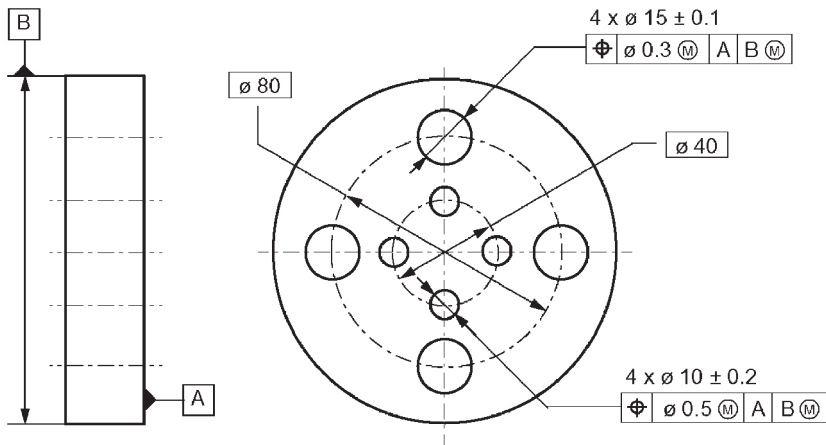 B
4 x ø 15 ± 0.1
⌖ ø 0.3 Ⓜ A B Ⓜ
ø 80
ø 40
A
4 x ø 10 ± 0.2
⌖ ø 0.5 Ⓜ A B Ⓜ